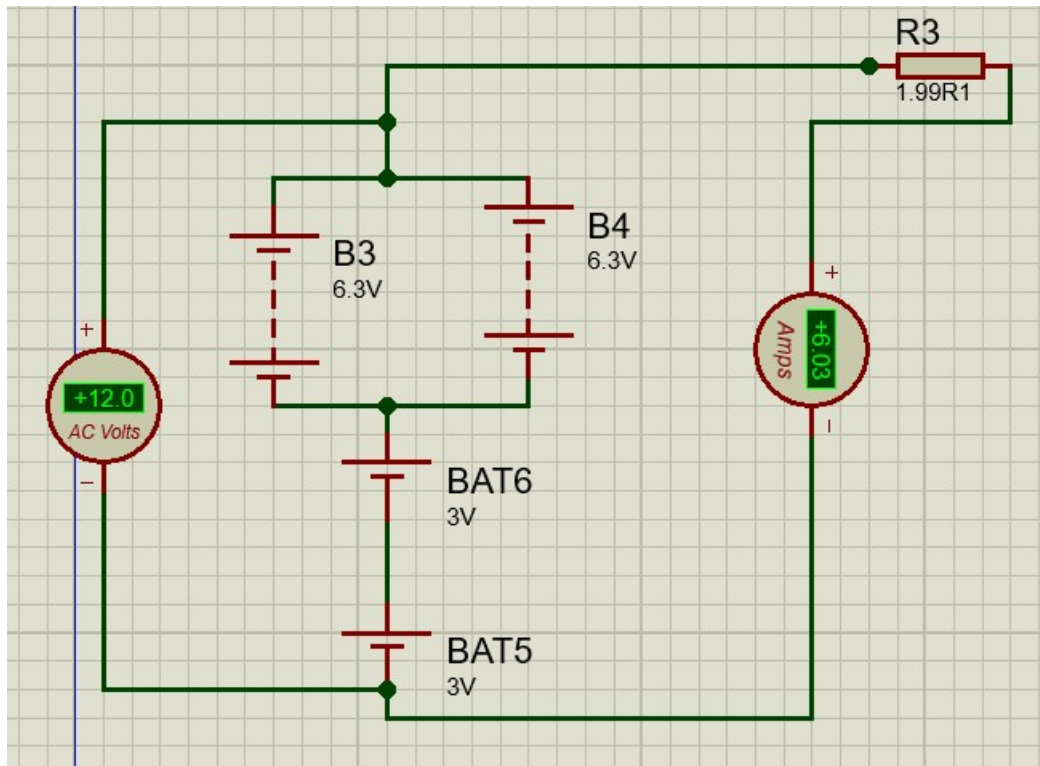 R3
1.99R1
B3
6.3V
B4
6.3V
+
+6.03
Amps
−
+
+12.0
AC Volts
−
BAT6
3V
BAT5
3V